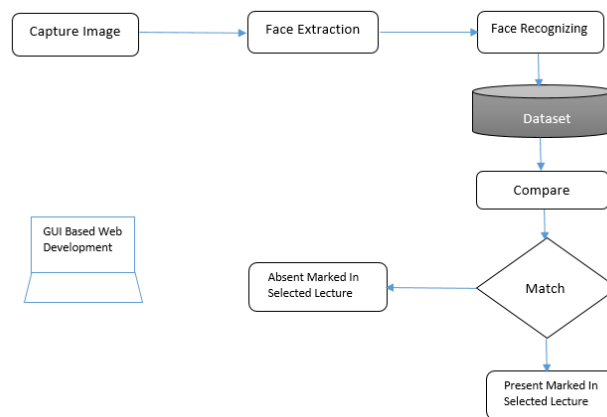 Capture Image
Face Extraction
Face Recognizing
Dataset
Compare
GUI Based Web
Development
Absent Marked In
Selected Lecture
Match
Present Marked In
Selected Lecture